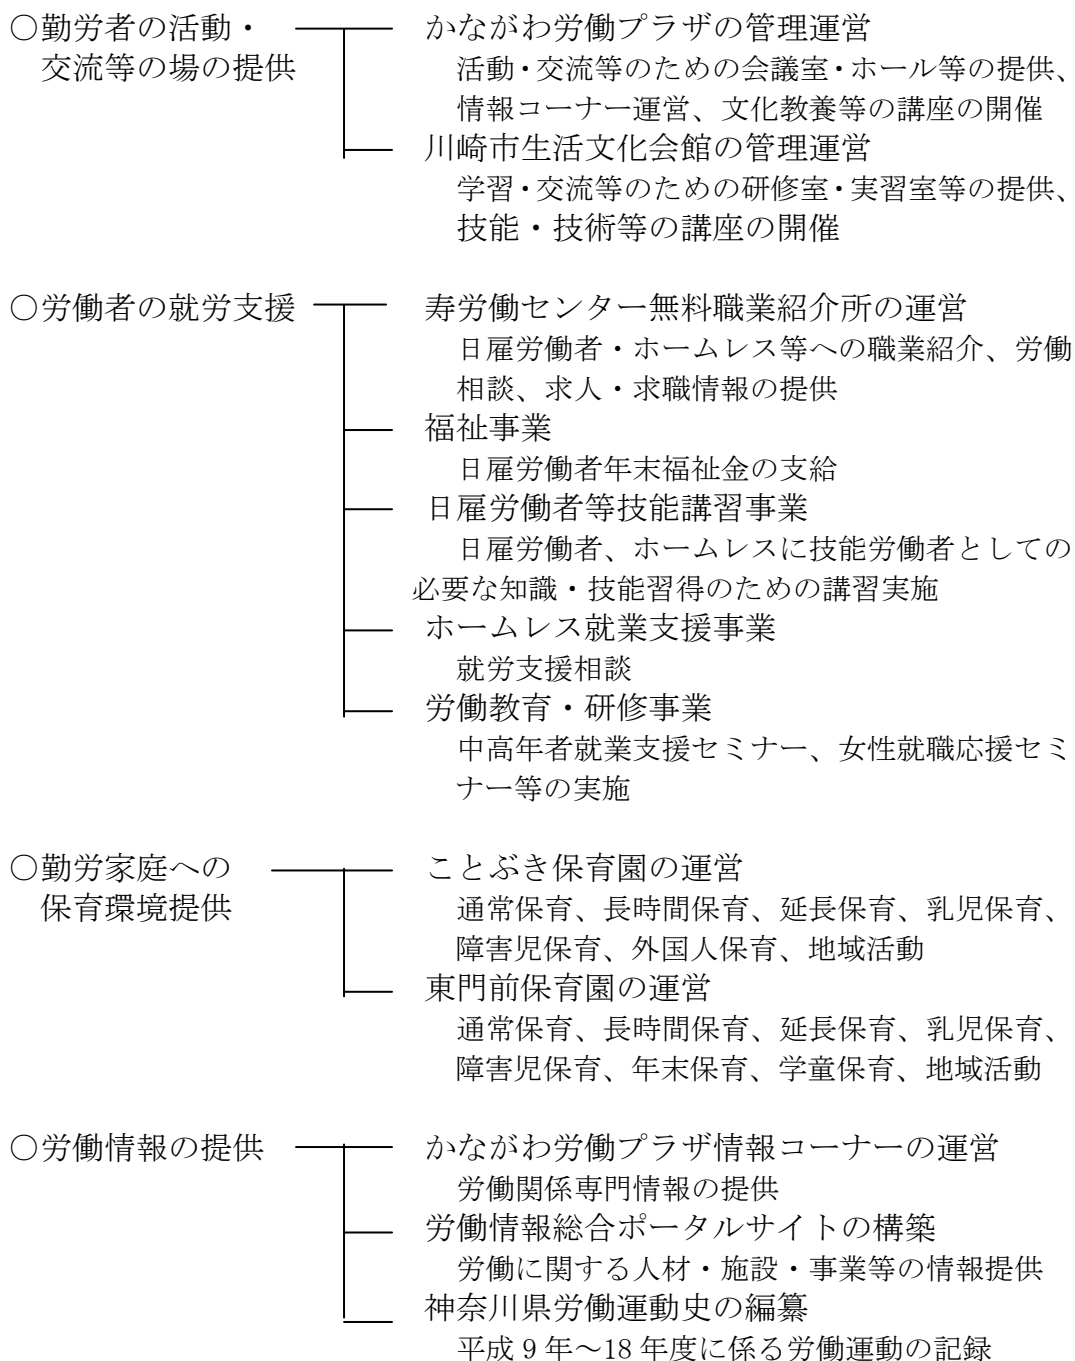 ○勤労者の活動・
交流等の場の提供
かながわ労働プラザの管理運営
活動・交流等のための会議室・ホール等の提供、
情報コーナー運営、文化教養等の講座の開催
川崎市生活文化会館の管理運営
学習・交流等のための研修室・実習室等の提供、
技能・技術等の講座の開催
○労働者の就労支援
寿労働センター無料職業紹介所の運営
日雇労働者・ホームレス等への職業紹介、労働
相談、求人・求職情報の提供
福祉事業
日雇労働者年末福祉金の支給
日雇労働者等技能講習事業
日雇労働者、ホームレスに技能労働者としての
必要な知識・技能習得のための講習実施
ホームレス就業支援事業
就労支援相談
労働教育・研修事業
中高年者就業支援セミナー、女性就職応援セミ
ナー等の実施
○勤労家庭への
保育環境提供
ことぶき保育園の運営
通常保育、長時間保育、延長保育、乳児保育、
障害児保育、外国人保育、地域活動
東門前保育園の運営
通常保育、長時間保育、延長保育、乳児保育、
障害児保育、年末保育、学童保育、地域活動
○労働情報の提供
かながわ労働プラザ情報コーナーの運営
労働関係専門情報の提供
労働情報総合ポータルサイトの構築
労働に関する人材・施設・事業等の情報提供
神奈川県労働運動史の編纂
平成 9 年～18 年度に係る労働運動の記録